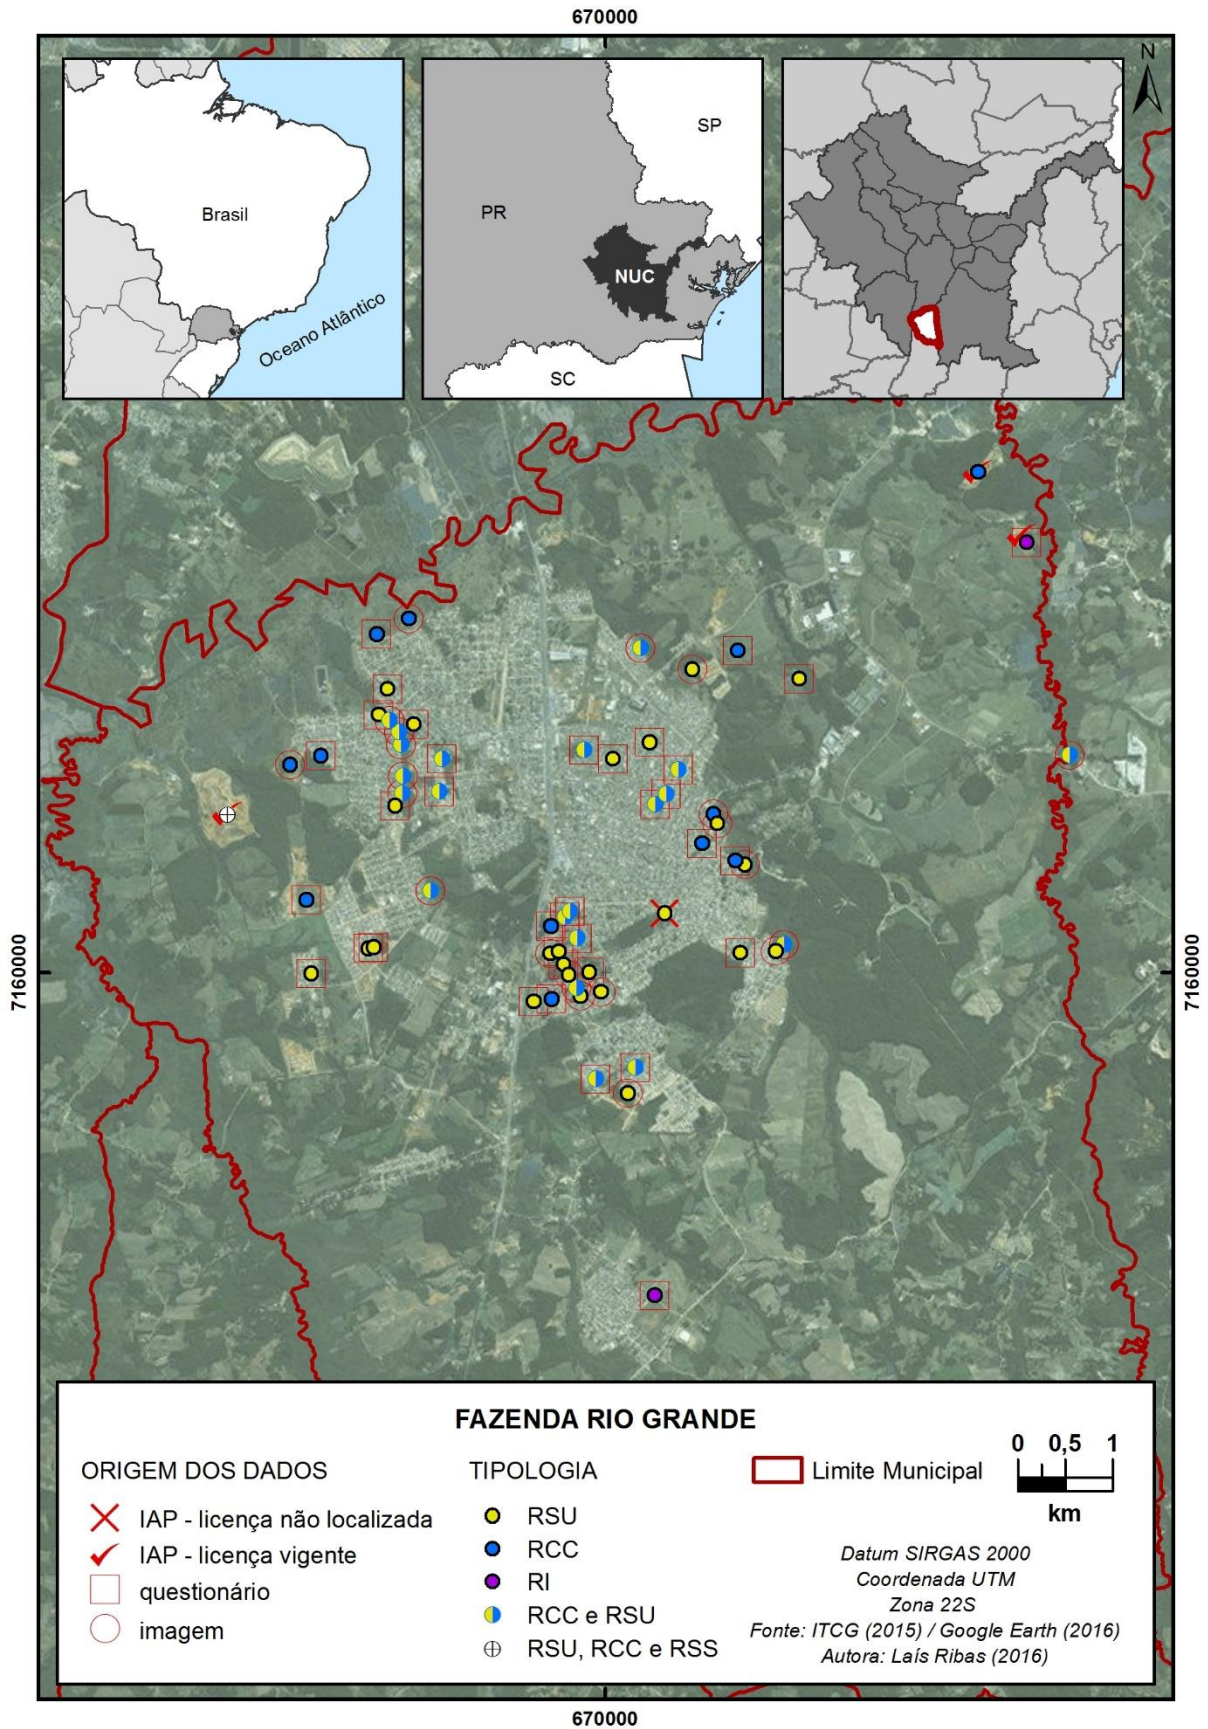 670000
N
Brasil
Oceano Atlântico
SP
PR
NUC
SC
7160000
7160000
FAZENDA RIO GRANDE
ORIGEM DOS DADOS
IAP - licença não localizada
IAP - licença vigente
questionário
imagem
TIPOLOGIA
RSU
RCC
RI
RCC e RSU
RSU, RCC e RSS
Limite Municipal
0 0,5 1
km
Datum SIRGAS 2000
Coordenada UTM
Zona 22S
Fonte: ITCG (2015) / Google Earth (2016)
Autora: Laís Ribas (2016)
670000